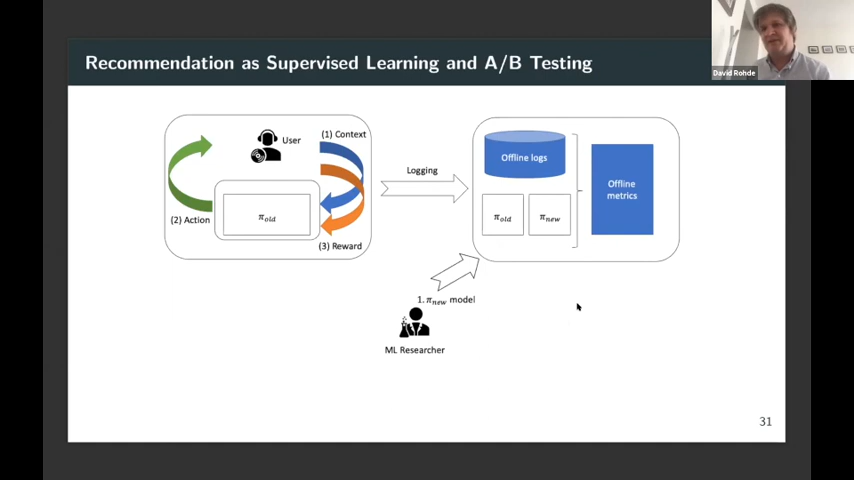 David Rohde
Recommendation as Supervised Learning and A/B Testing
User
(1) Context
π_old
(2) Action
(3) Reward
Logging
Offline logs
π_old
π_new
Offline
metrics
1. π_new model
ML Researcher
31